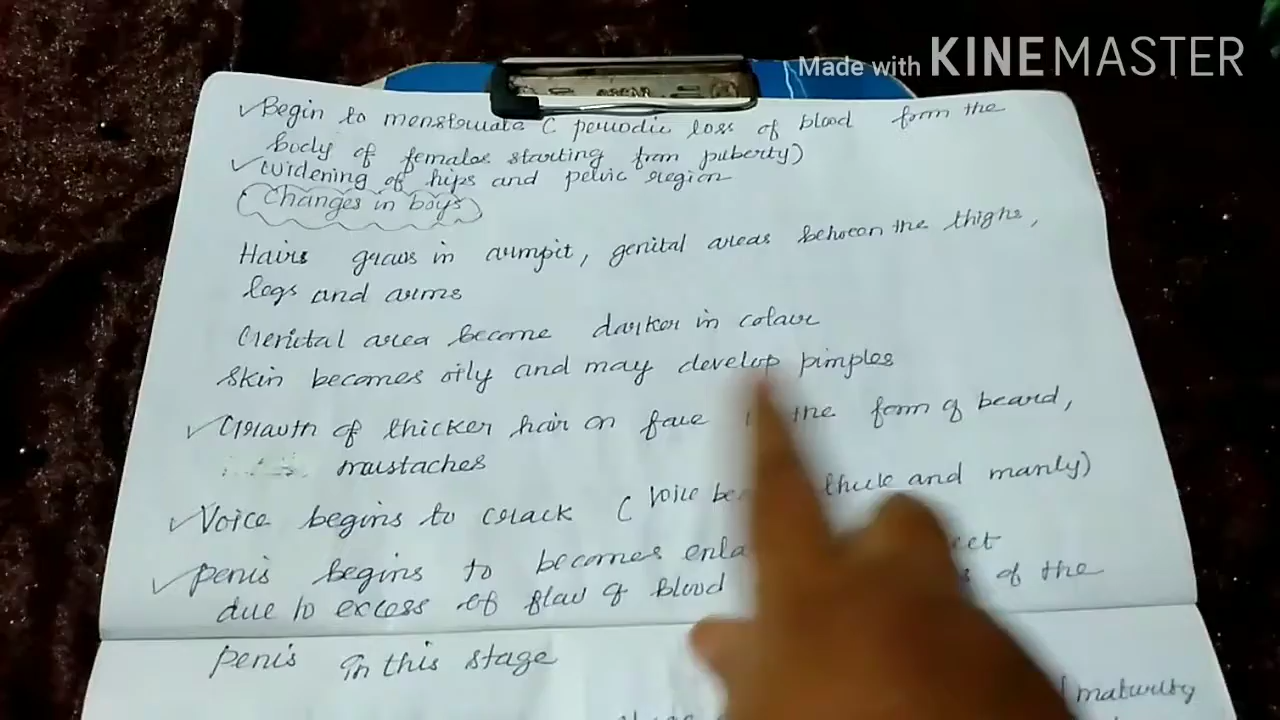 Made with KINEMASTER
✓Begin to menstruate ( periodic loss of blood from the
body of females starting from puberty)
✓widening of hips and pelvic region
Changes in boys
Hairs grows in armpit, genital areas between the thighs,
legs and arms
Genital area become darker in colour
Skin becomes oily and may develop pimples
✓Growth of thicker hair on face the form of beard,
mustaches
✓Voice begins to crack ( Voice and manly)
✓penis begins to becomes
due to excess of flow of blood of the
penis in this stage
maturity